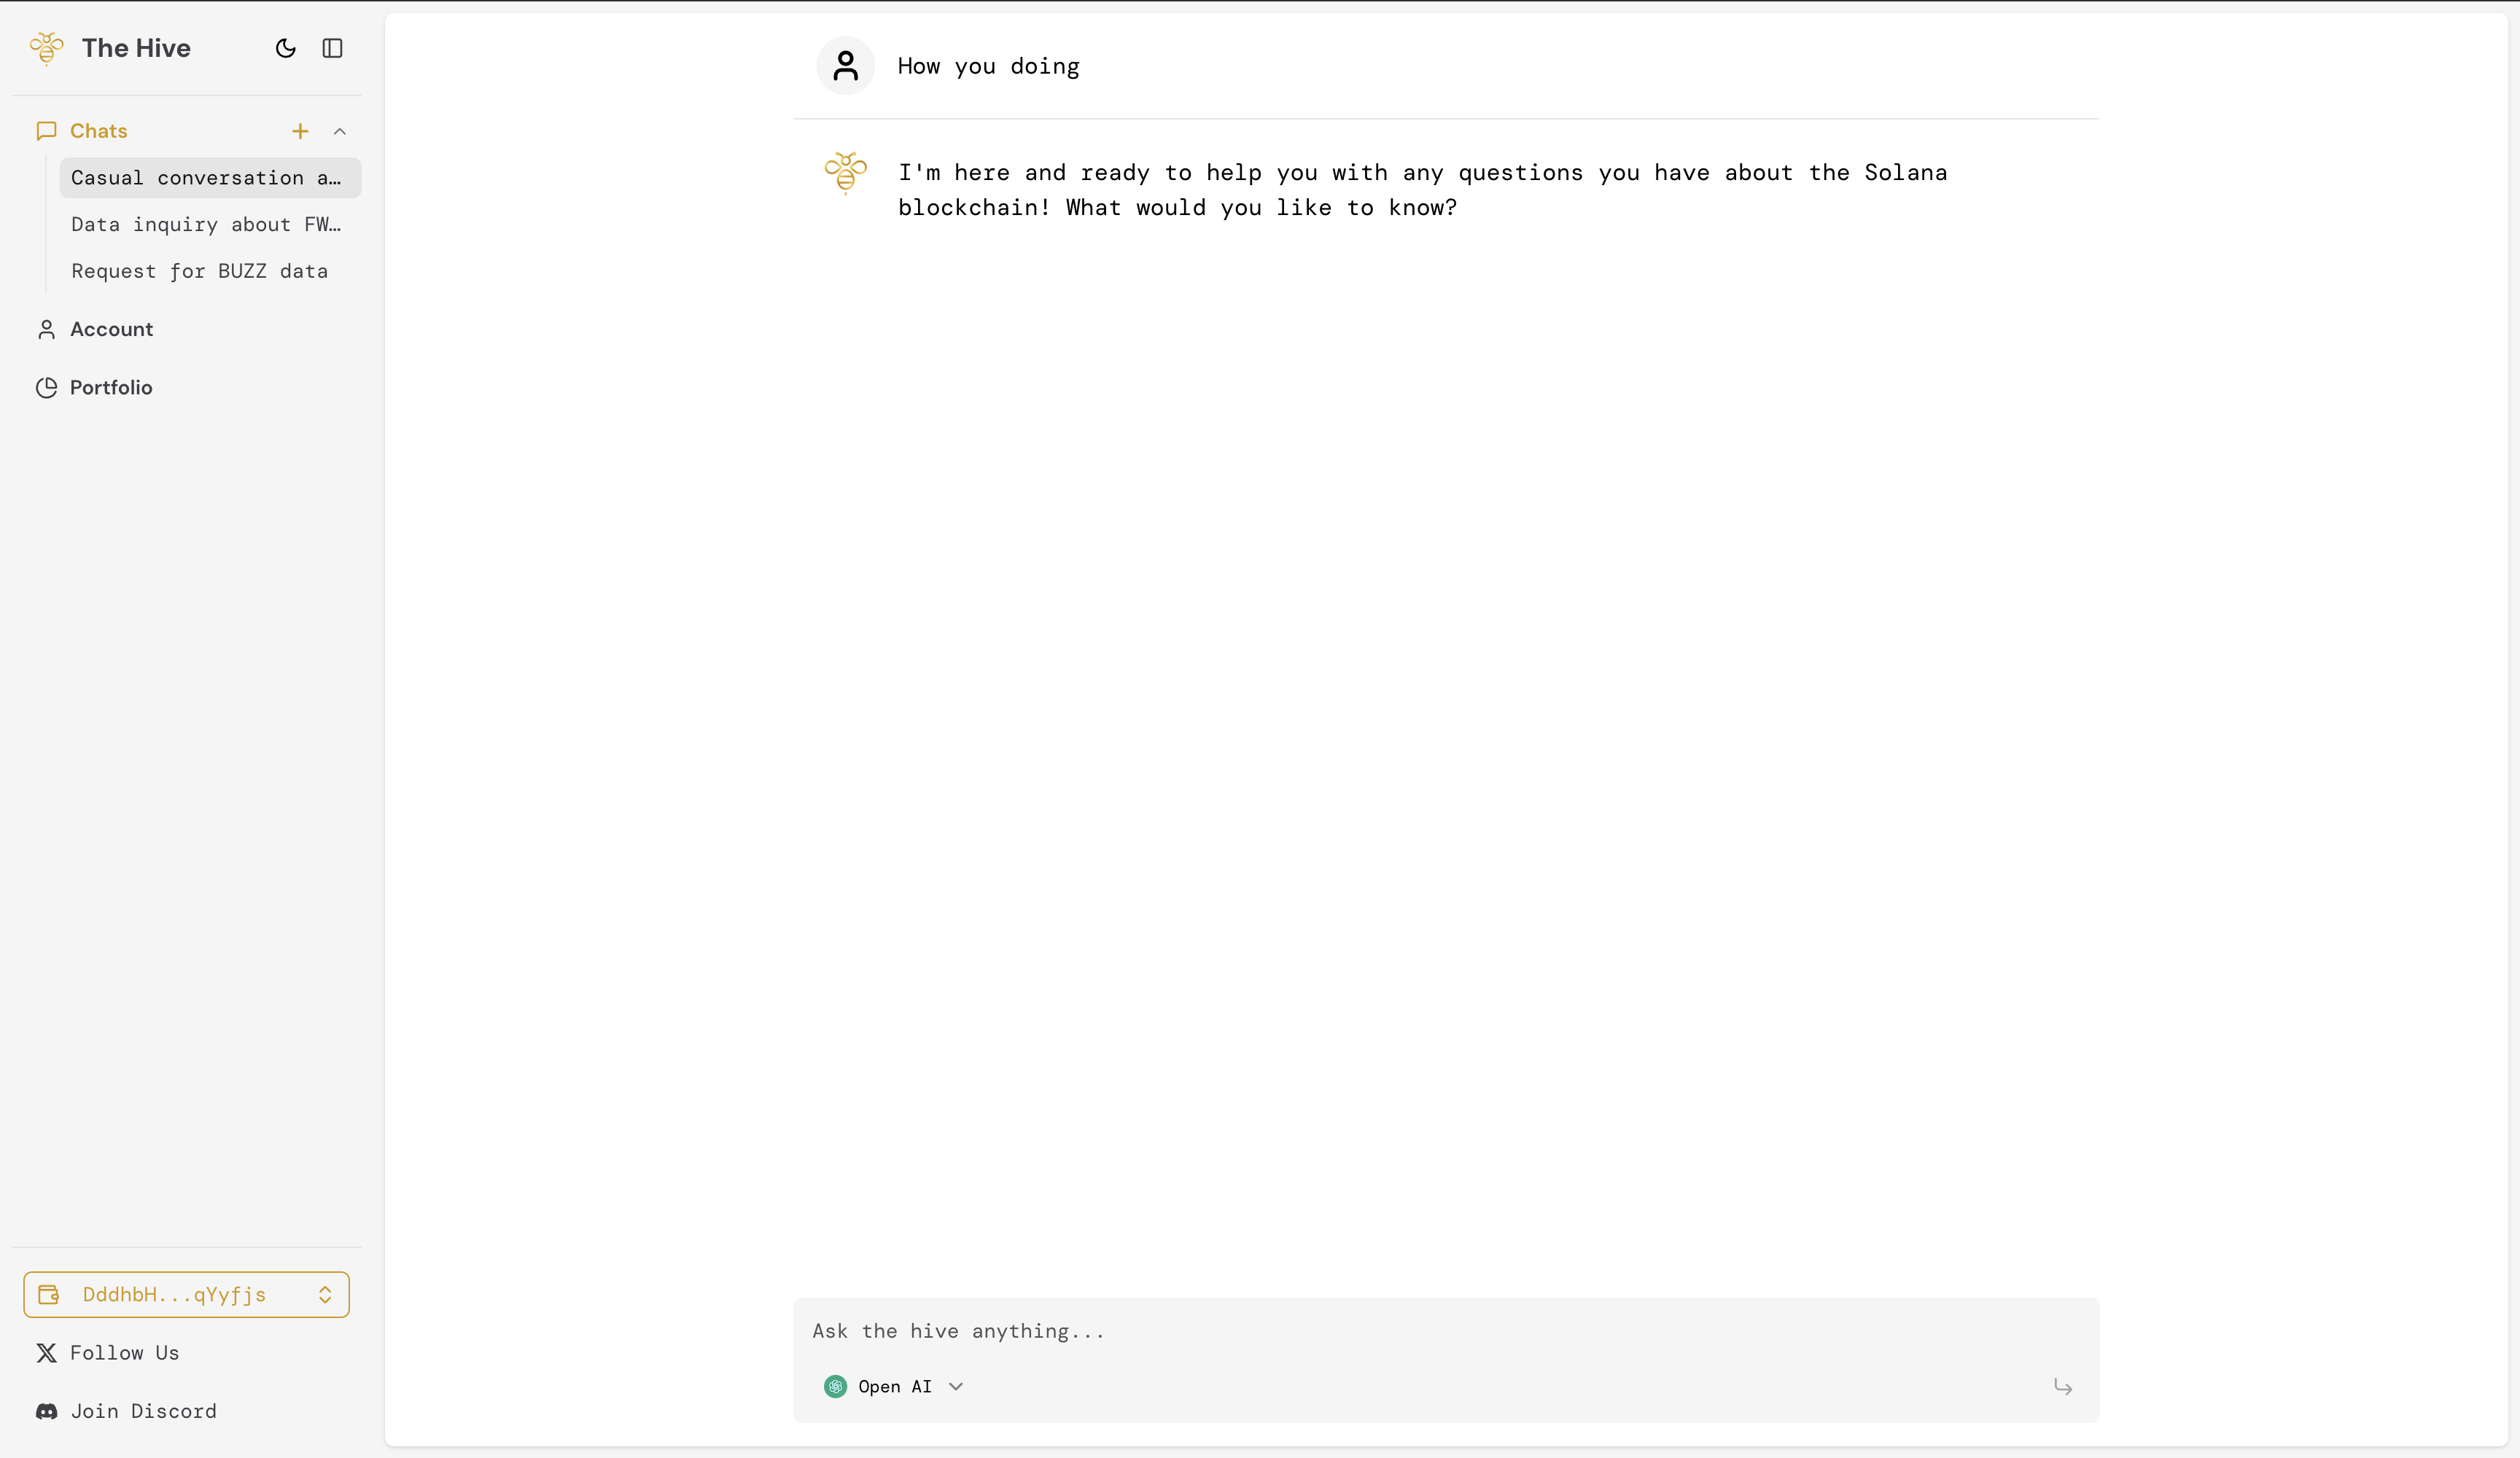 The Hive
Chats
Casual conversation a…
Data inquiry about FW…
Request for BUZZ data
Account
Portfolio
DddhbH...qYyfjs
Follow Us
Join Discord
How you doing
I'm here and ready to help you with any questions you have about the Solana
blockchain! What would you like to know?
Ask the hive anything...
Open AI